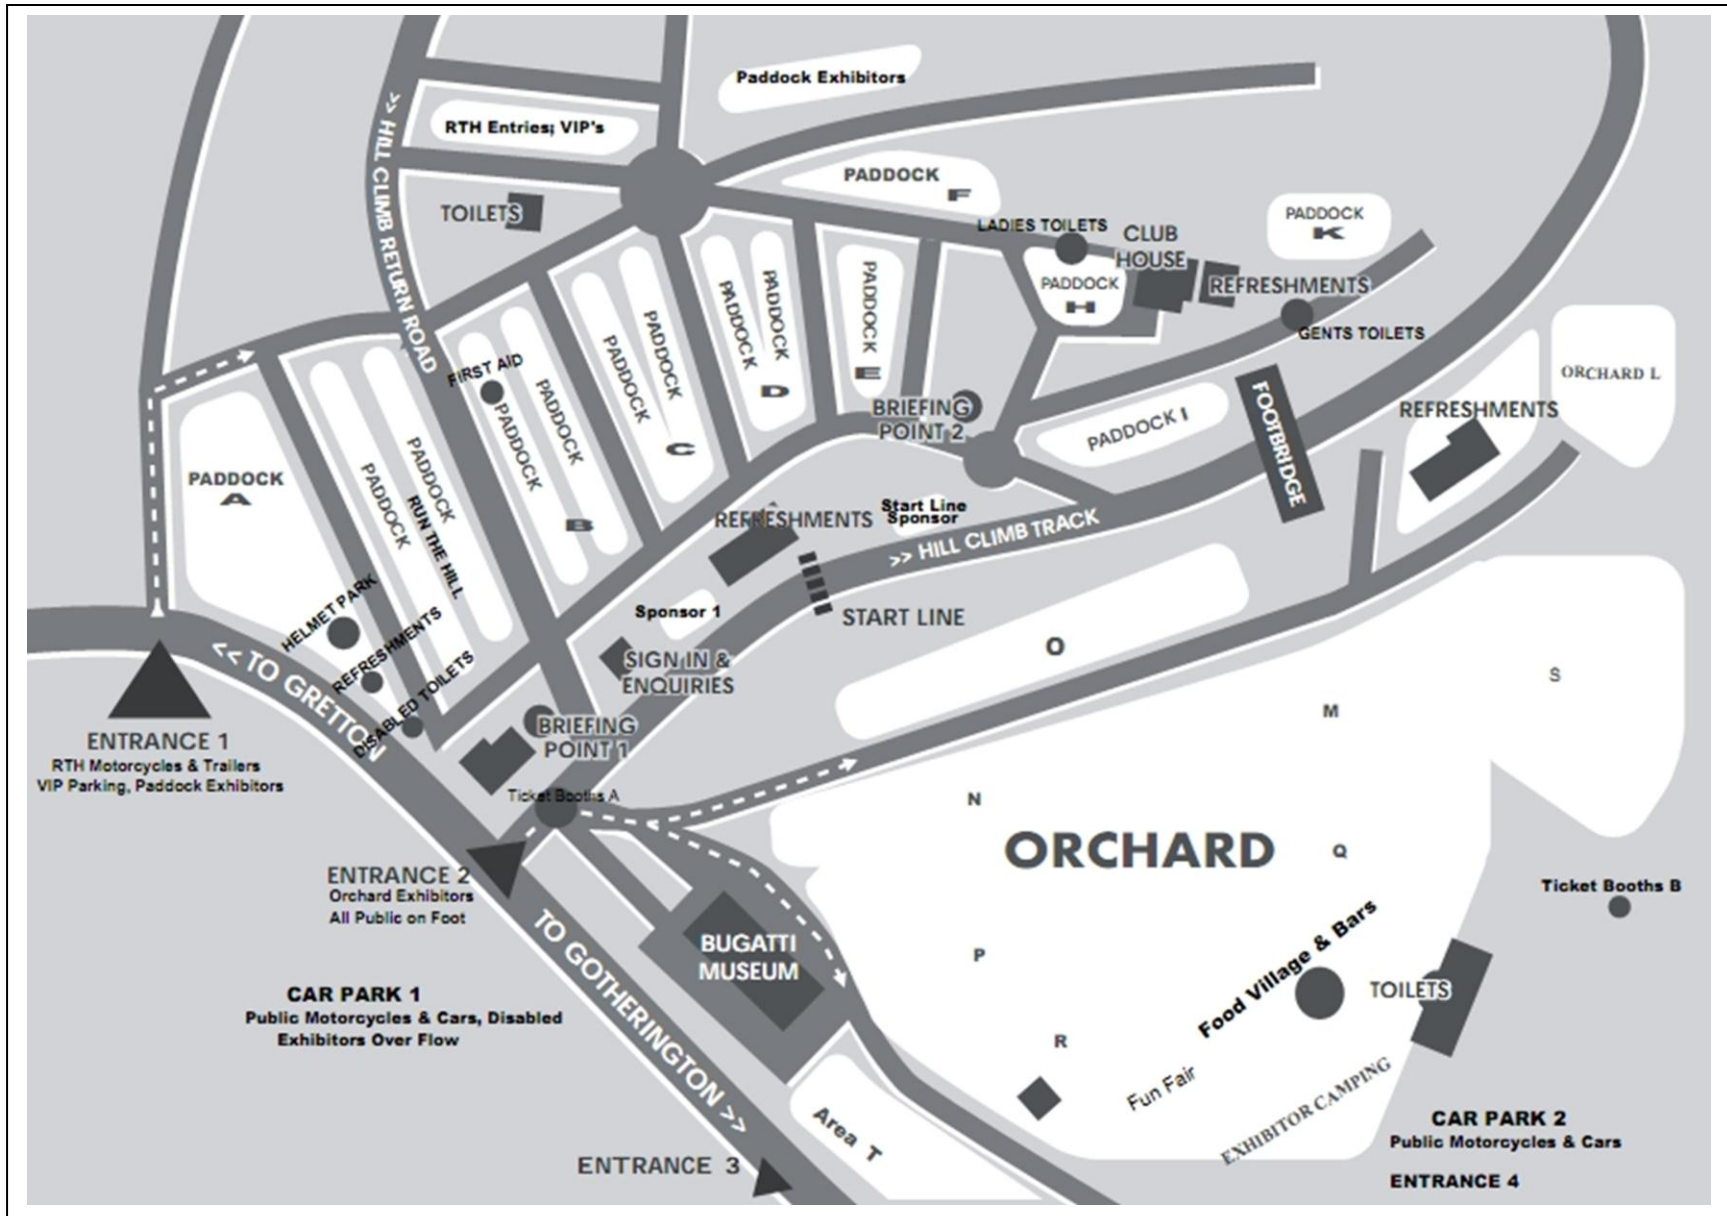 Paddock Exhibitors
RTH Entries; VIP's
<< HILL CLIMB RETURN ROAD
TOILETS
PADDOCK
F
LADIES TOILETS
CLUB
HOUSE
PADDOCK
K
PADDOCK
H
REFRESHMENTS
GENTS TOILETS
PADDOCK
PADDOCK
D
PADDOCK
E
PADDOCK
PADDOCK
C
FIRST AID
PADDOCK
PADDOCK
B
BRIEFING
POINT 2
PADDOCK I
FOOTBRIDGE
REFRESHMENTS
ORCHARD L
PADDOCK
A
PADDOCK
PADDOCK
RUN THE HILL
REFRESHMENTS
Start Line
Sponsor
>> HILL CLIMB TRACK
START LINE
Sponsor 1
HELMET PARK
REFRESHMENTS
DISABLED TOILETS
SIGN IN &
ENQUIRIES
BRIEFING
POINT 1
O
<< TO GRETTON
ENTRANCE 1
RTH Motorcycles & Trailers
VIP Parking, Paddock Exhibitors
Ticket Booths A
M
S
N
ORCHARD
Q
ENTRANCE 2
Orchard Exhibitors
All Public on Foot
Ticket Booths B
BUGATTI
MUSEUM
P
Food Village & Bars
TOILETS
CAR PARK 1
Public Motorcycles & Cars, Disabled
Exhibitors Over Flow
TO GOTHERINGTON >>
R
Fun Fair
EXHIBITOR CAMPING
Area T
CAR PARK 2
Public Motorcycles & Cars
ENTRANCE 3
ENTRANCE 4